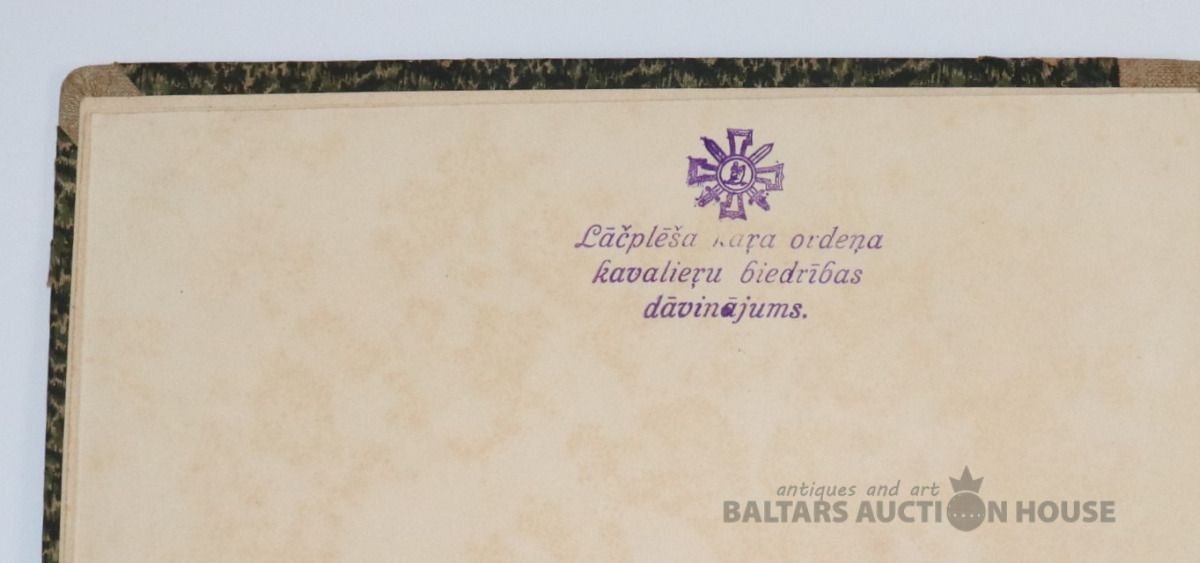 Lāčplēša kaŗa ordeņa
kavalieŗu biedrības
dāvinājums.
antiques and art
BALTARS AUCTION HOUSE